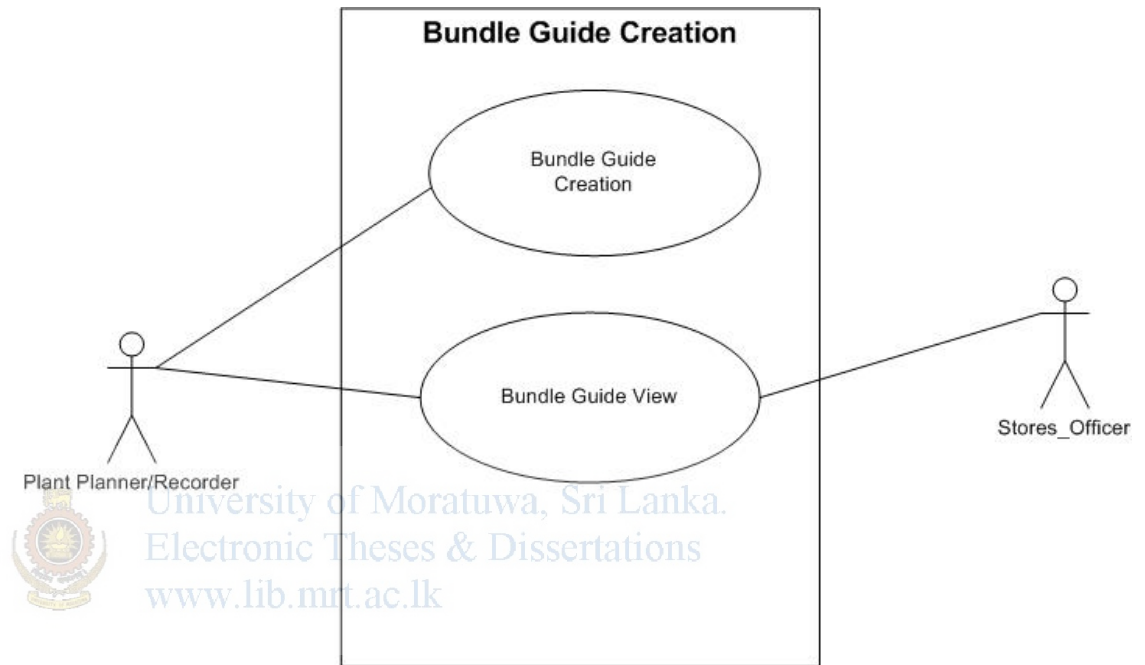 Bundle Guide Creation
Bundle Guide
Creation
Bundle Guide View
Stores_Officer
Plant Planner/Recorder
University of Moratuwa, Sri Lanka.
Electronic Theses & Dissertations
www.lib.mrt.ac.lk